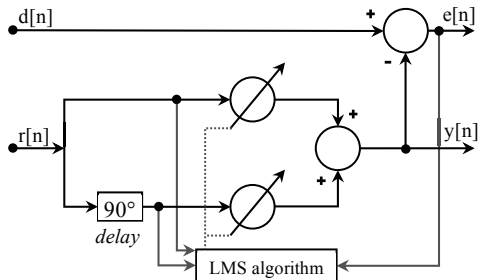 d[n]
+
e[n]
-
r[n]
+
y[n]
+
90°
delay
LMS algorithm